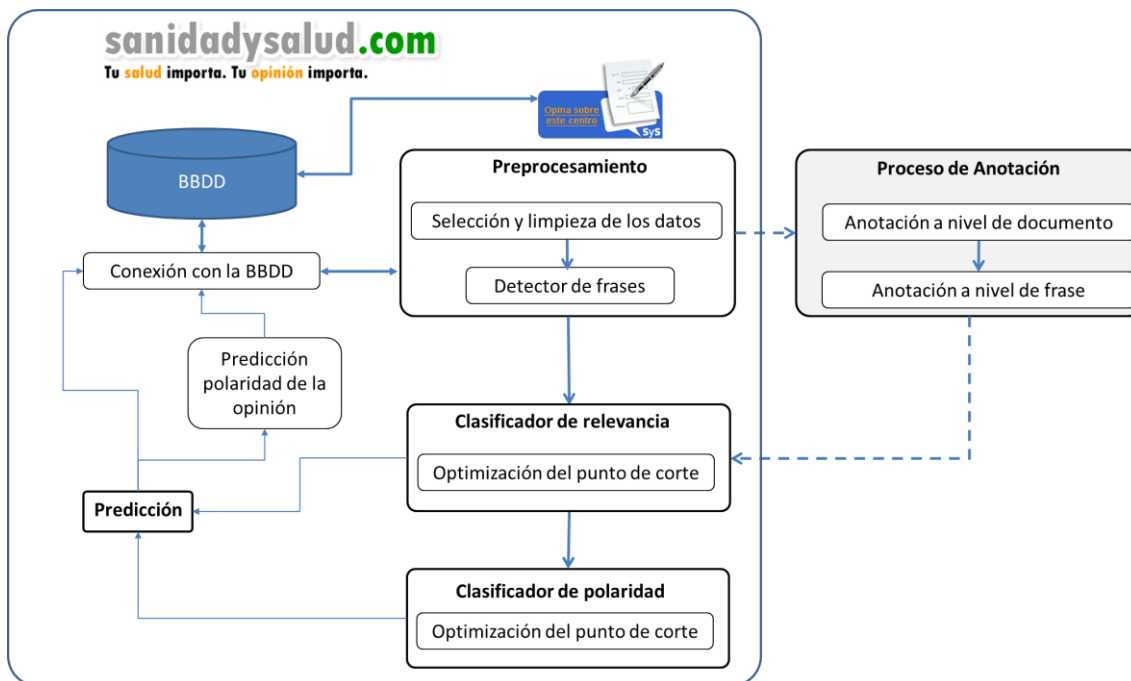 sanidadysalud.com
Tu salud importa. Tu opinión importa.
Opina sobre
este centro
SyS
BBDD
Conexión con la BBDD
Predicción
polaridad de la
opinión
Predicción
Preprocesamiento
Selección y limpieza de los datos
Detector de frases
Clasificador de relevancia
Optimización del punto de corte
Clasificador de polaridad
Optimización del punto de corte
Proceso de Anotación
Anotación a nivel de documento
Anotación a nivel de frase